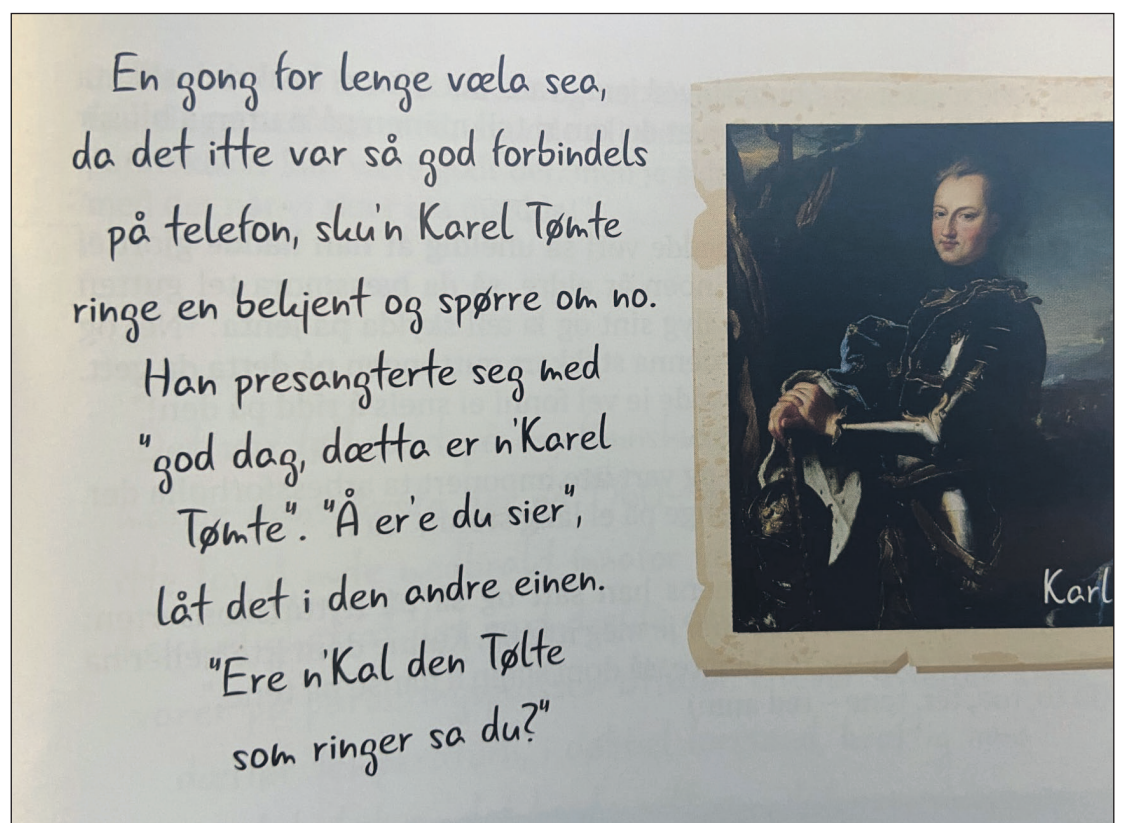 En gong for lenge væla sea,
da det itte var så god forbindels
på telefon, sku'n Karel Tømte
ringe en bekjent og spørre om no.
Han presangterte seg med
"god dag, dætta er n'Karel
Tømte". "Å er'e du sier",
låt det i den andre einen.
"Ere n'Kal den Tølte
som ringer sa du?"
Karl